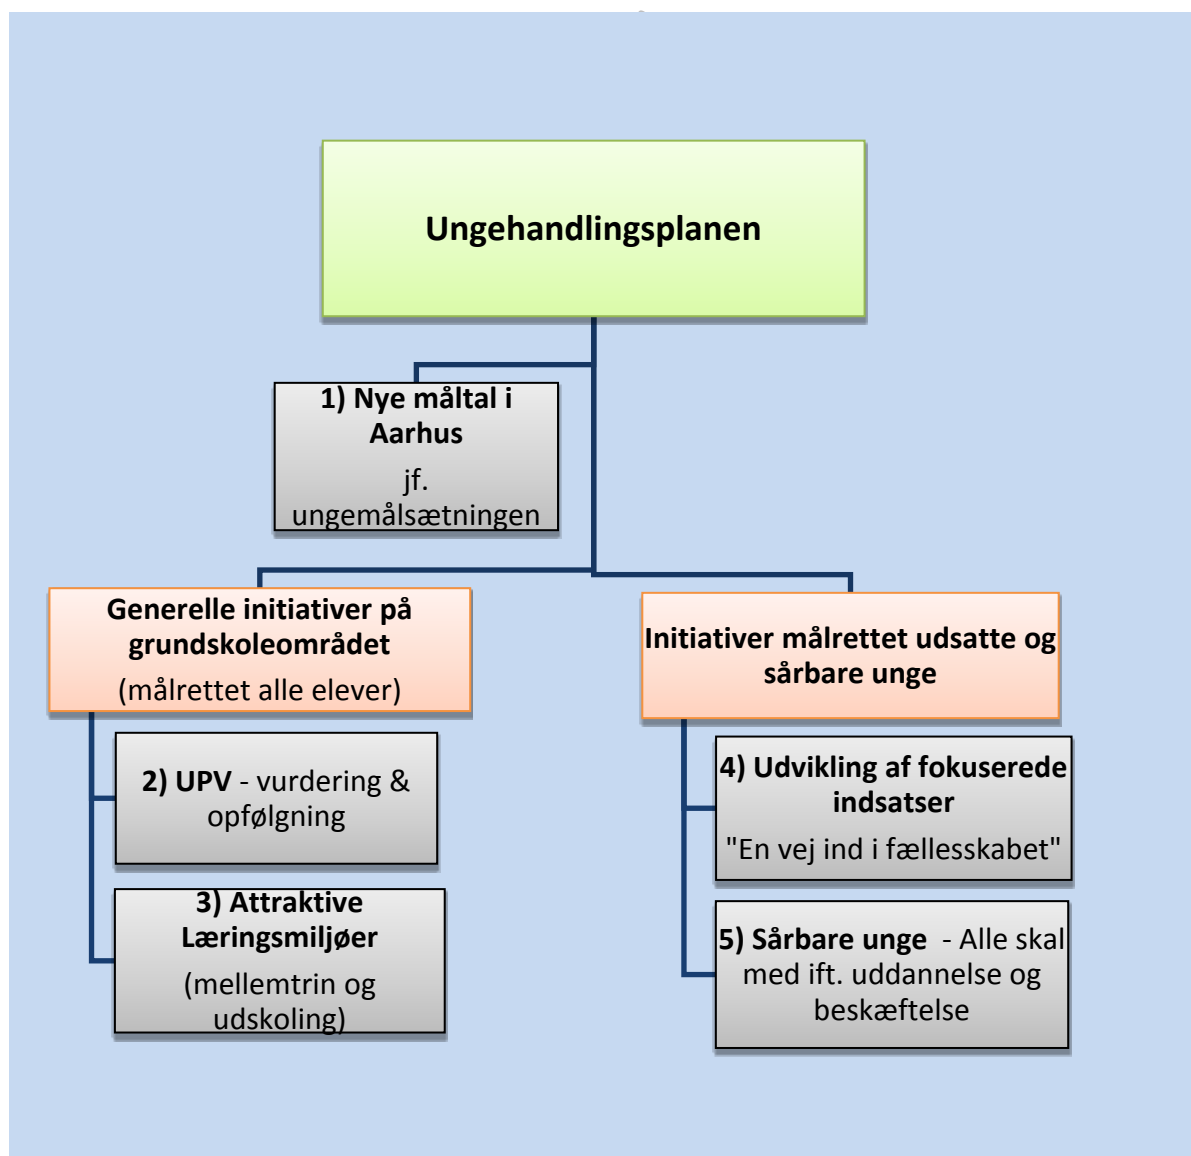 Ungehandlingsplanen
1) Nye måltal i
Aarhus
jf.
ungemålsætningen
Generelle initiativer på
grundskoleområdet
(målrettet alle elever)
2) UPV - vurdering &
opfølgning
3) Attraktive
Læringsmiljøer
(mellemtrin og
udskoling)
Initiativer målrettet udsatte og
sårbare unge
4) Udvikling af fokuserede
indsatser
"En vej ind i fællesskabet"
5) Sårbare unge  - Alle skal
med ift. uddannelse og
beskæftelse